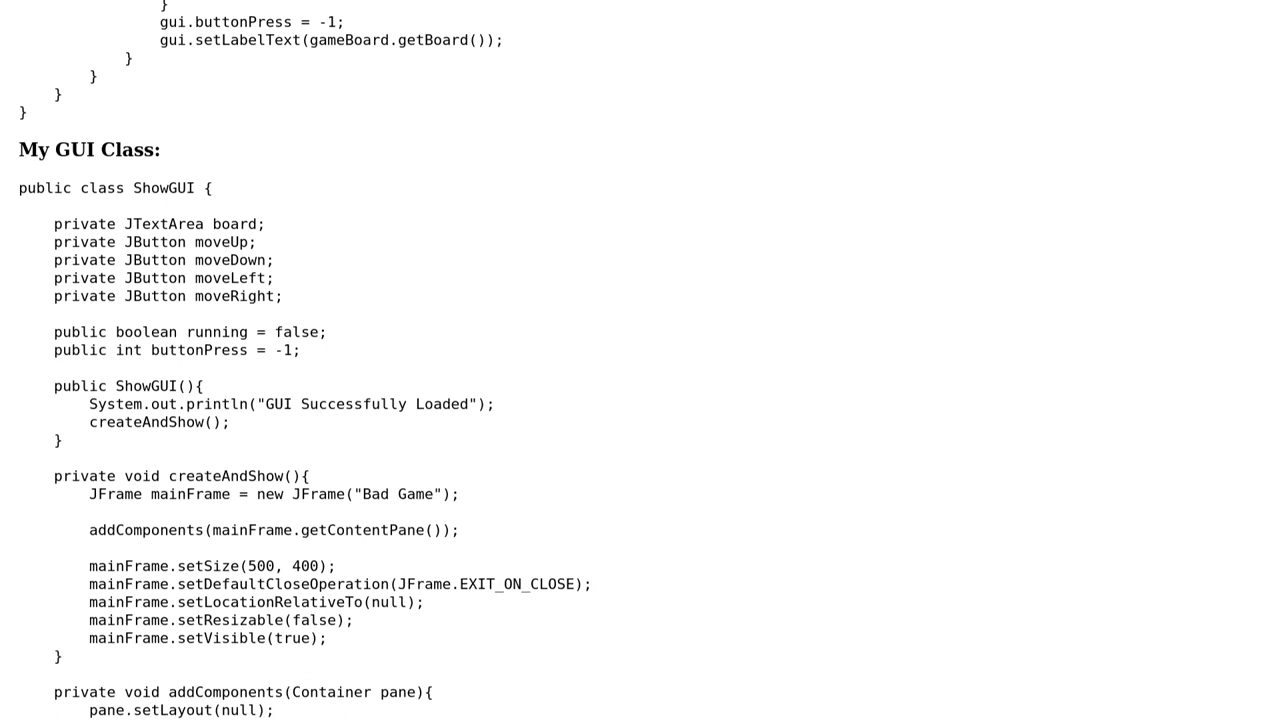 }
gui.buttonPress = -1;
gui.setLabelText(gameBoard.getBoard());
}
}
}
}
My GUI Class:
public class ShowGUI {
private JTextArea board;
private JButton moveUp;
private JButton moveDown;
private JButton moveLeft;
private JButton moveRight;
public boolean running = false;
public int buttonPress = -1;
public ShowGUI(){
System.out.println("GUI Successfully Loaded");
createAndShow();
}
private void createAndShow(){
JFrame mainFrame = new JFrame("Bad Game");
addComponents(mainFrame.getContentPane());
mainFrame.setSize(500, 400);
mainFrame.setDefaultCloseOperation(JFrame.EXIT_ON_CLOSE);
mainFrame.setLocationRelativeTo(null);
mainFrame.setResizable(false);
mainFrame.setVisible(true);
}
private void addComponents(Container pane){
pane.setLayout(null);